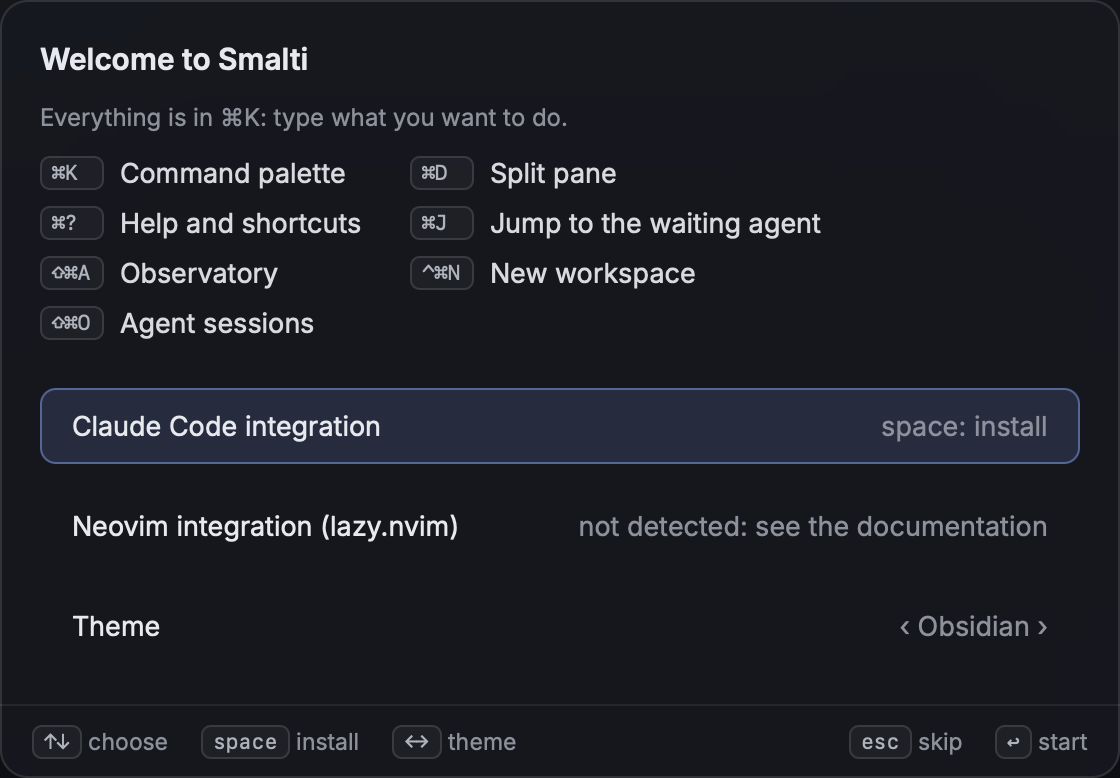 Welcome to Smalti
Everything is in ⌘K: type what you want to do.
⌘K Command palette ⌘D Split pane
⌘? Help and shortcuts ⌘J Jump to the waiting agent
⇧⌘A Observatory ^⌘N New workspace
⇧⌘O Agent sessions
Claude Code integration space: install
Neovim integration (lazy.nvim) not detected: see the documentation
Theme ‹ Obsidian ›
↑↓ choose space install ↔ theme esc skip ↩ start